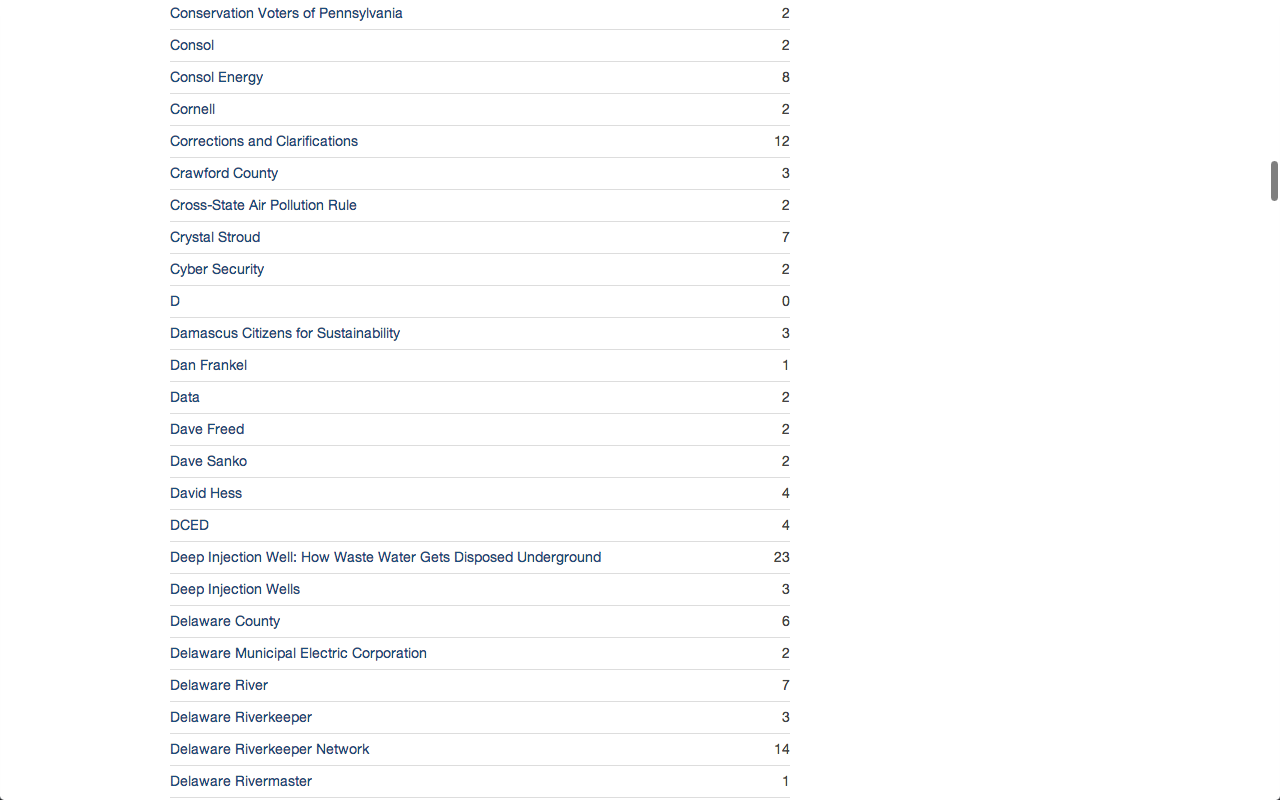 Conservation Voters of Pennsylvania 2
Consol 2
Consol Energy 8
Cornell 2
Corrections and Clarifications 12
Crawford County 3
Cross-State Air Pollution Rule 2
Crystal Stroud 7
Cyber Security 2
D 0
Damascus Citizens for Sustainability 3
Dan Frankel 1
Data 2
Dave Freed 2
Dave Sanko 2
David Hess 4
DCED 4
Deep Injection Well: How Waste Water Gets Disposed Underground 23
Deep Injection Wells 3
Delaware County 6
Delaware Municipal Electric Corporation 2
Delaware River 7
Delaware Riverkeeper 3
Delaware Riverkeeper Network 14
Delaware Rivermaster 1